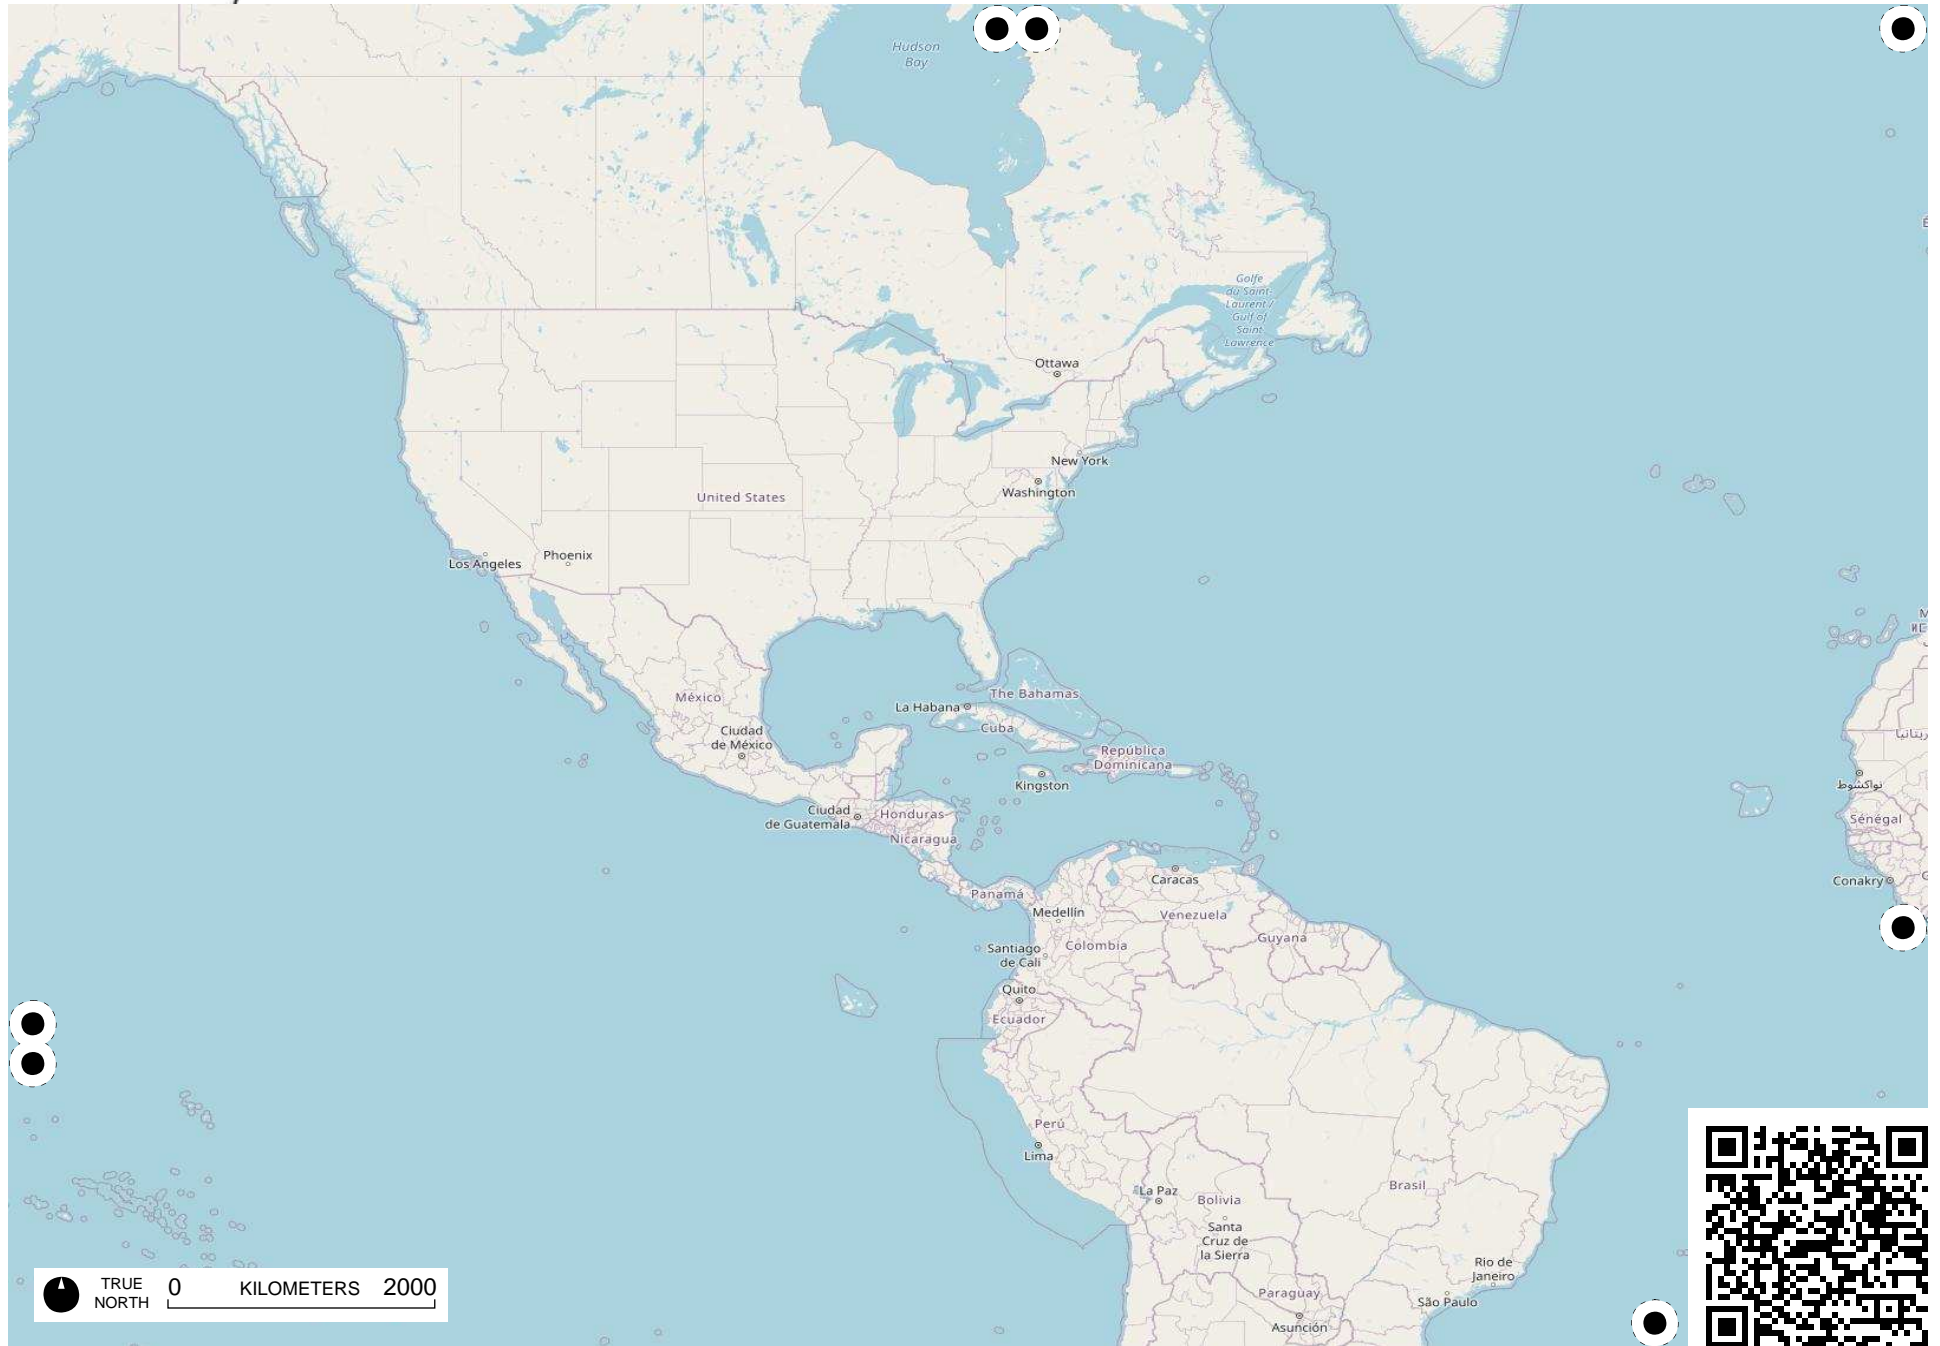 Hudson
Bay
Golfe
du Saint-
Laurent /
Gulf of
Saint
Lawrence
Ottawa
New York
Washington
United States
Phoenix
Los Angeles
México
Ciudad
de México
La Habana
The Bahamas
Cuba
República
Dominicana
Kingston
Ciudad
de Guatemala
Honduras
Nicaragua
نواكشوط
Sénégal
Conakry
Panamá
Caracas
Medellín
Venezuela
Guyana
Santiago
de Cali
Colombia
Quito
Ecuador
Perú
Lima
La Paz
Bolivia
Brasil
Santa
Cruz de
la Sierra
Rio de
Janeiro
São Paulo
Paraguay
Asunción
TRUE
NORTH
0 KILOMETERS 2000